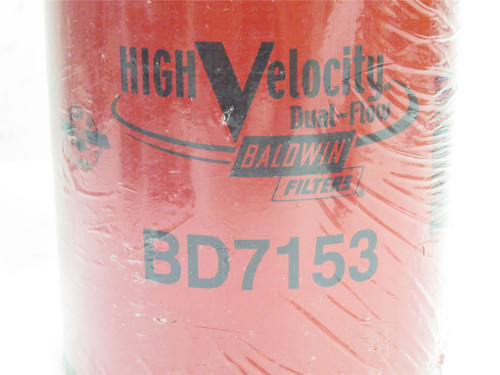 HIGH Velocity
Dual-Flow
BALDWIN
FILTERS
BD7153